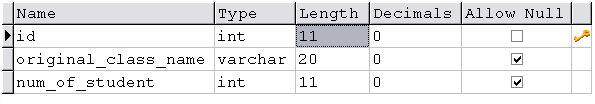 Name Type Length Decimals Allow Null
id int 11 0
original_class_name varchar 20 0
num_of_student int 11 0